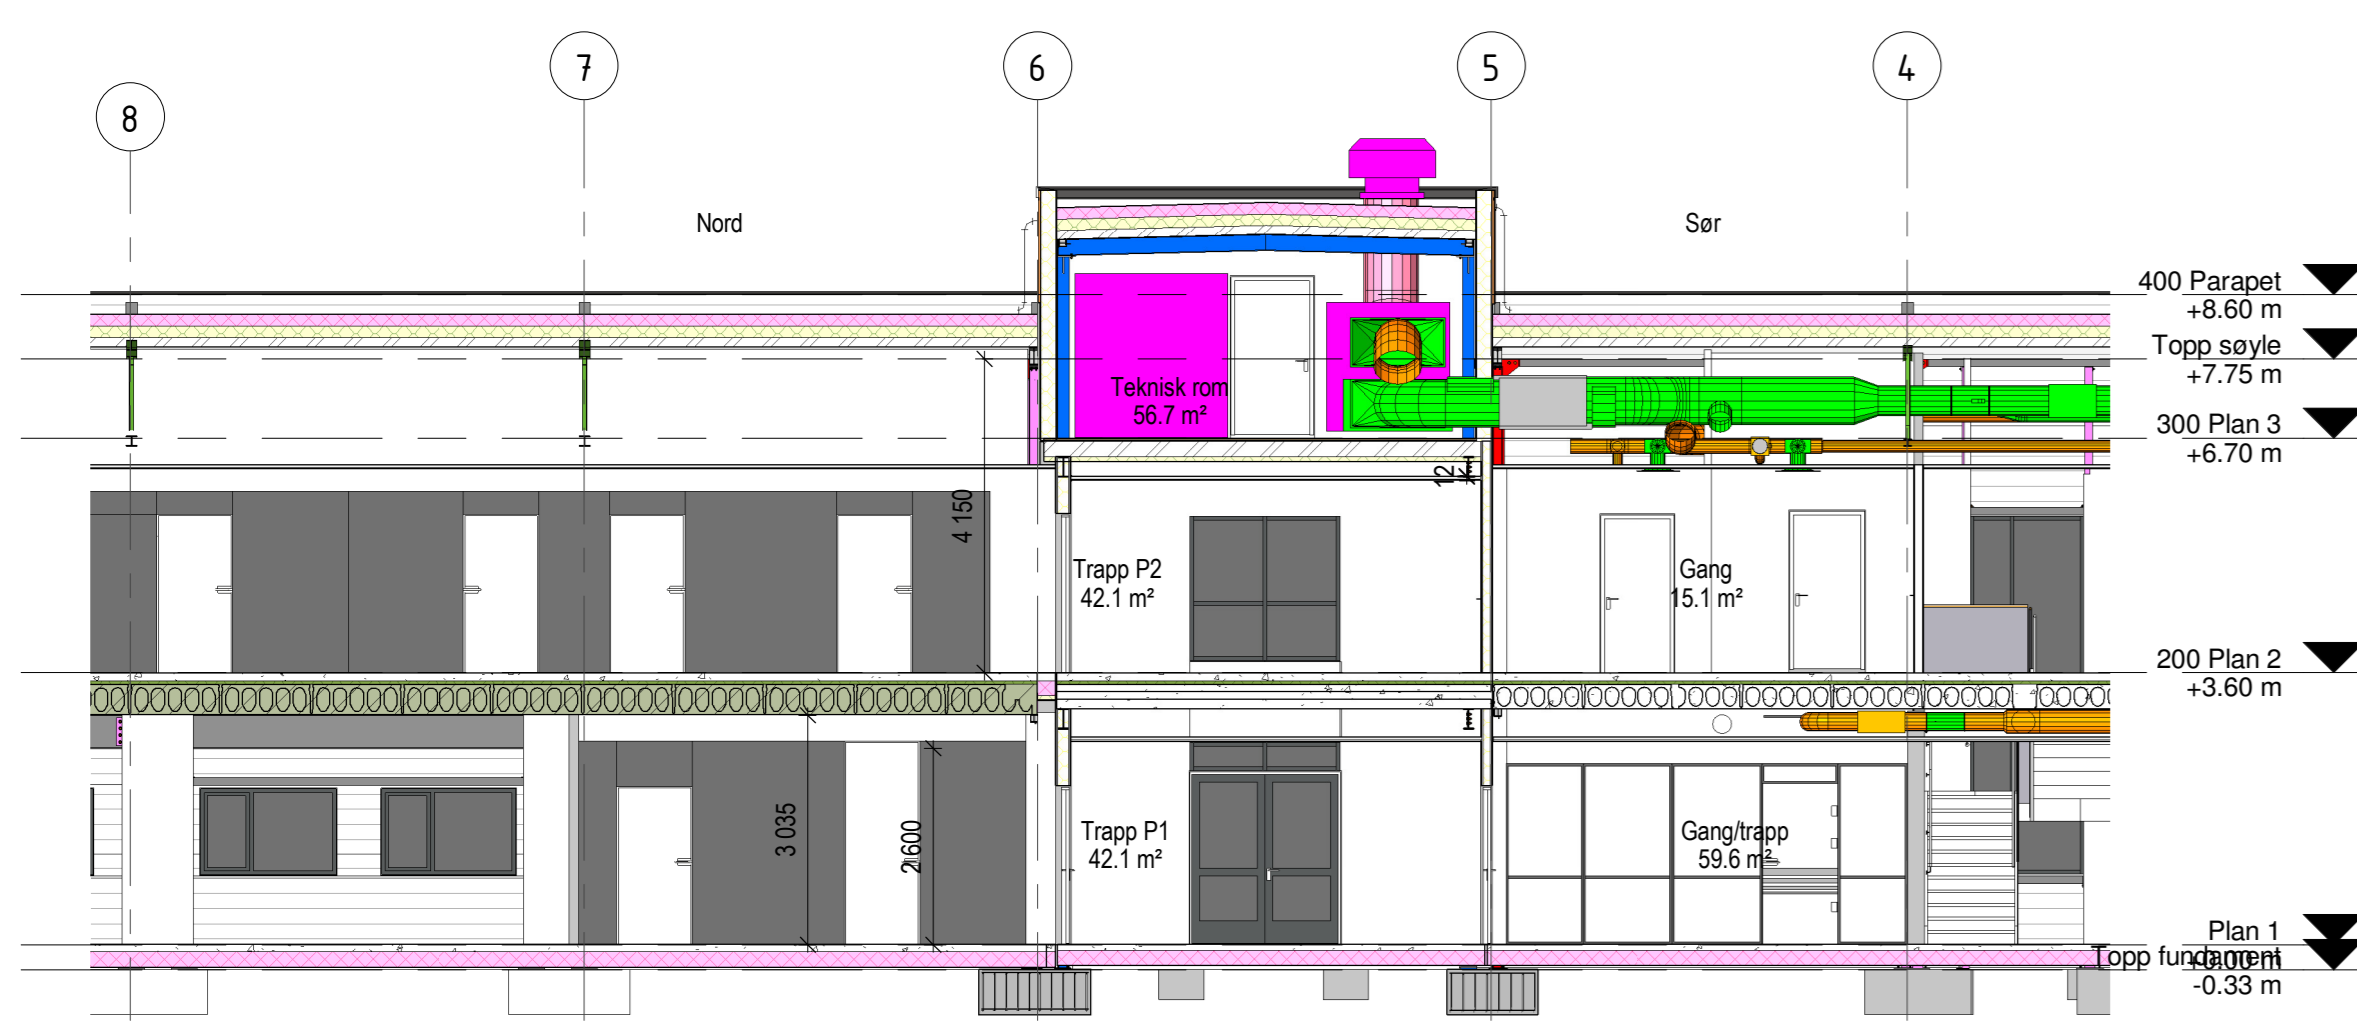 8
7
6
5
4
Nord
Sør
400 Parapet
+8.60 m
Topp søyle
+7.75 m
300 Plan 3
+6.70 m
200 Plan 2
+3.60 m
Plan 1
+0.00 m
Topp fundament
-0.33 m
Teknisk rom
56.7 m²
4 150
12
Trapp P2
42.1 m²
Gang
15.1 m²
3 035
2 600
Trapp P1
42.1 m²
Gang/trapp
59.6 m²